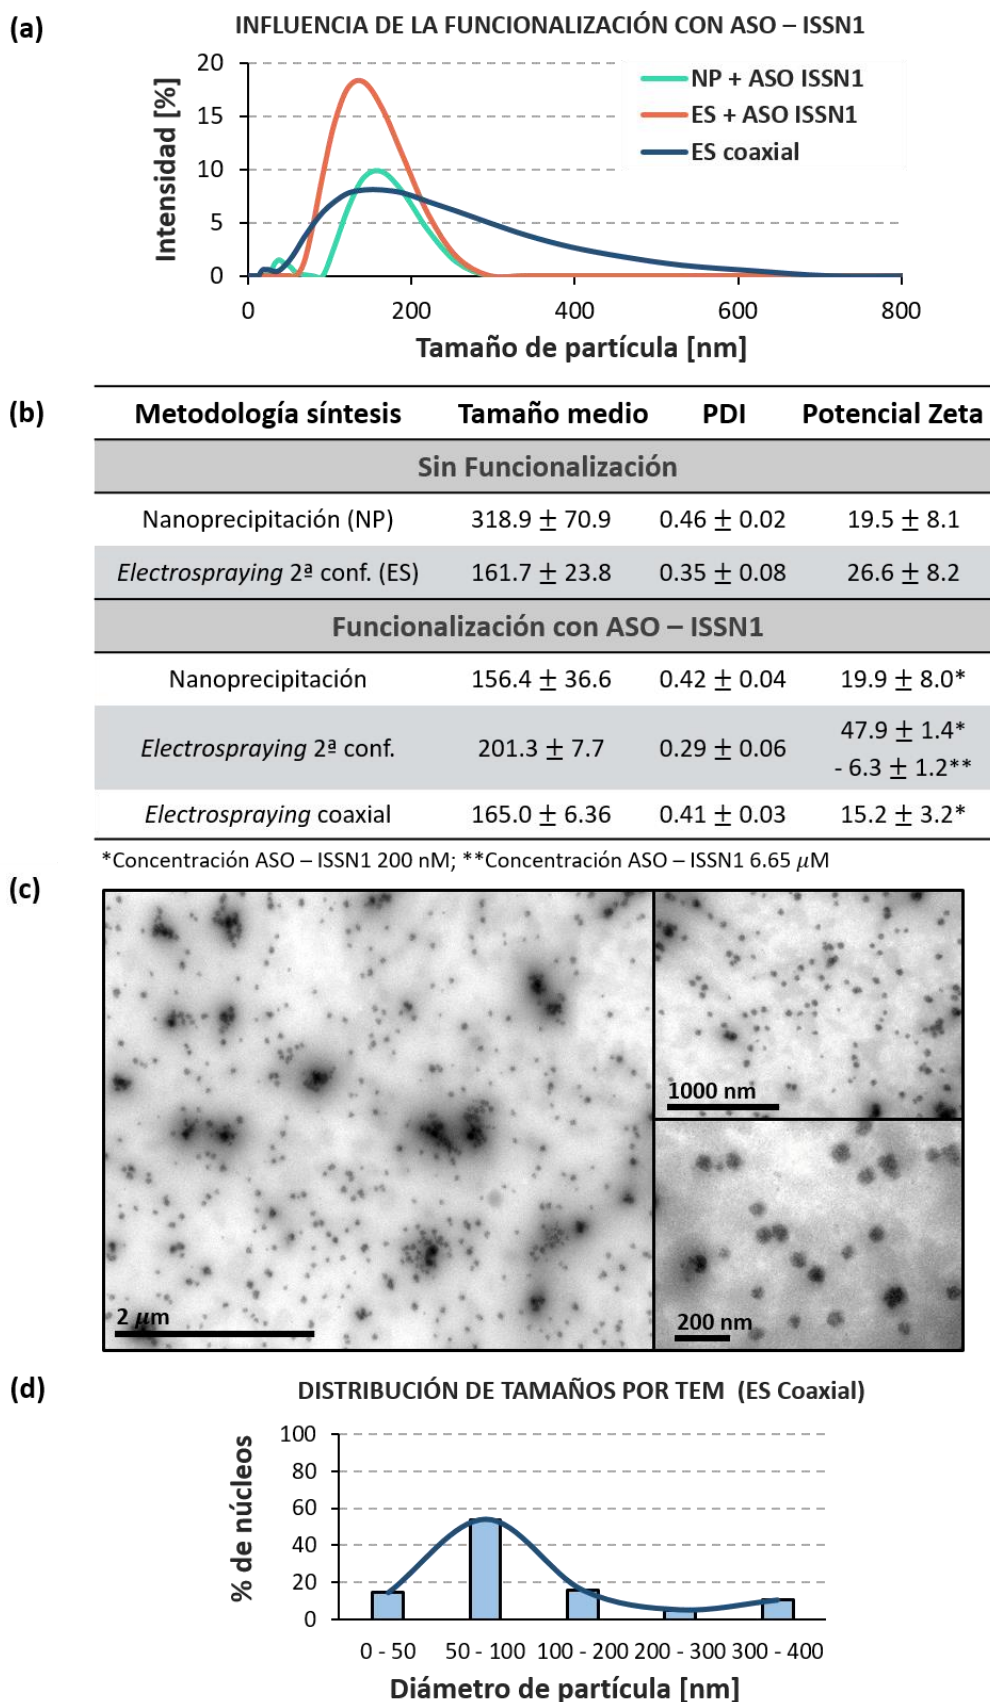 (a)
INFLUENCIA DE LA FUNCIONALIZACIÓN CON ASO – ISSN1
Intensidad [%]
20
15
10
5
0
NP + ASO ISSN1
ES + ASO ISSN1
ES coaxial
0 200 400 600 800
Tamaño de partícula [nm]
(b)
Metodología síntesis Tamaño medio PDI Potencial Zeta
Sin Funcionalización
Nanoprecipitación (NP) 318.9 ± 70.9 0.46 ± 0.02 19.5 ± 8.1
Electrospraying 2ª conf. (ES) 161.7 ± 23.8 0.35 ± 0.08 26.6 ± 8.2
Funcionalización con ASO – ISSN1
Nanoprecipitación 156.4 ± 36.6 0.42 ± 0.04 19.9 ± 8.0*
Electrospraying 2ª conf. 201.3 ± 7.7 0.29 ± 0.06 47.9 ± 1.4*
- 6.3 ± 1.2**
Electrospraying coaxial 165.0 ± 6.36 0.41 ± 0.03 15.2 ± 3.2*
*Concentración ASO – ISSN1 200 nM; **Concentración ASO – ISSN1 6.65 μM
(c)
2 μm
1000 nm
200 nm
(d)
DISTRIBUCIÓN DE TAMAÑOS POR TEM (ES Coaxial)
% de núcleos
100
80
60
40
20
0
0 - 50 50 - 100 100 - 200 200 - 300 300 - 400
Diámetro de partícula [nm]